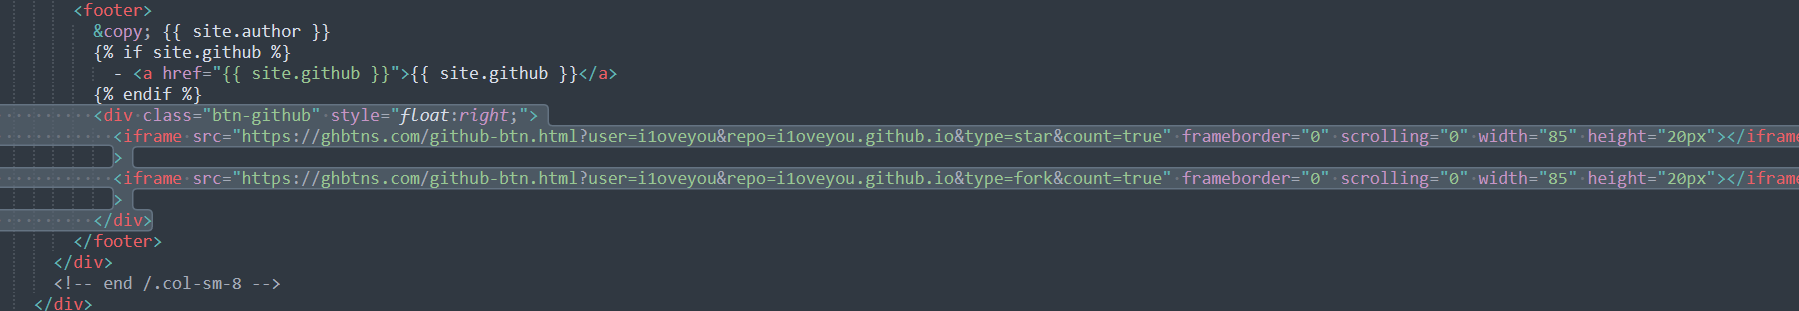 <footer>
&copy; {{ site.author }}
{% if site.github %}
- <a href="{{ site.github }}">{{ site.github }}</a>
{% endif %}
<div class="btn-github" style="float:right;">
<iframe src="https://ghbtns.com/github-btn.html?user=i1oveyou&repo=i1oveyou.github.io&type=star&count=true" frameborder="0" scrolling="0" width="85" height="20px"></iframe
>
<iframe src="https://ghbtns.com/github-btn.html?user=i1oveyou&repo=i1oveyou.github.io&type=fork&count=true" frameborder="0" scrolling="0" width="85" height="20px"></iframe
>
</div>
</footer>
</div>
<!-- end /.col-sm-8 -->
</div>